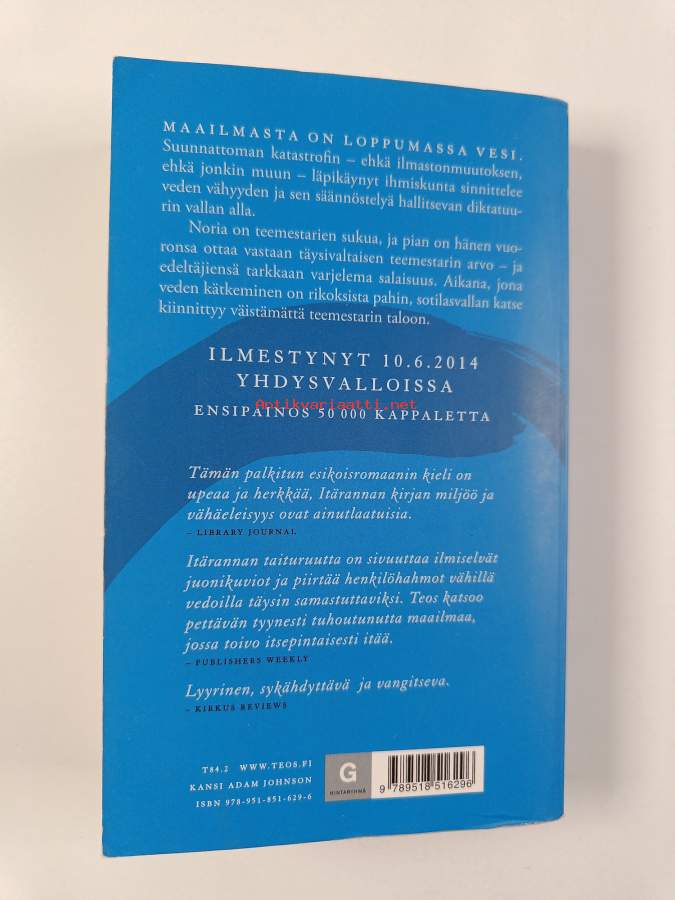 MAAILMASTA ON LOPPUMASSA VESI.
Suunnattoman katastrofin – ehkä ilmastonmuutoksen,
ehkä jonkin muun – läpikäynyt ihmiskunta sinnittelee
veden vähyyden ja sen säännöstelyä hallitsevan diktatuu-
rin vallan alla.
Noria on teemestarien sukua, ja pian on hänen vuo-
ronsa ottaa vastaan täysivaltaisen teemestarin arvo – ja
edeltäjiensä tarkkaan varjelema salaisuus. Aikana, jona
veden kätkeminen on rikoksista pahin, sotilasvallan katse
kiinnittyy väistämättä teemestarin taloon.
ILMESTYNYT 10.6.2014
YHDYSVALLOISSA
Antikvariaatti.net
ENSIPAINOS 50 000 KAPPALETTA
Tämän palkitun esikoisromaanin kieli on
upeaa ja herkkää, Itärannan kirjan miljöö ja
vähäeleisyys ovat ainutlaatuisia.
– LIBRARY JOURNAL
Itärannan taituruutta on sivuuttaa ilmiselvät
juonikuviot ja piirtää henkilöhahmot vähillä
vedoilla täysin samastuttaviksi. Teos katsoo
pettävän tyynesti tuhoutunutta maailmaa,
jossa toivo itsepintaisesti itää.
– PUBLISHERS WEEKLY
Lyyrinen, sykähdyttävä ja vangitseva.
– KIRKUS REVIEWS
T84.2 WWW.TEOS.FI
KANSI ADAM JOHNSON
ISBN 978-951-851-629-6
G
HINTARYHMÄ
9 789518 516296